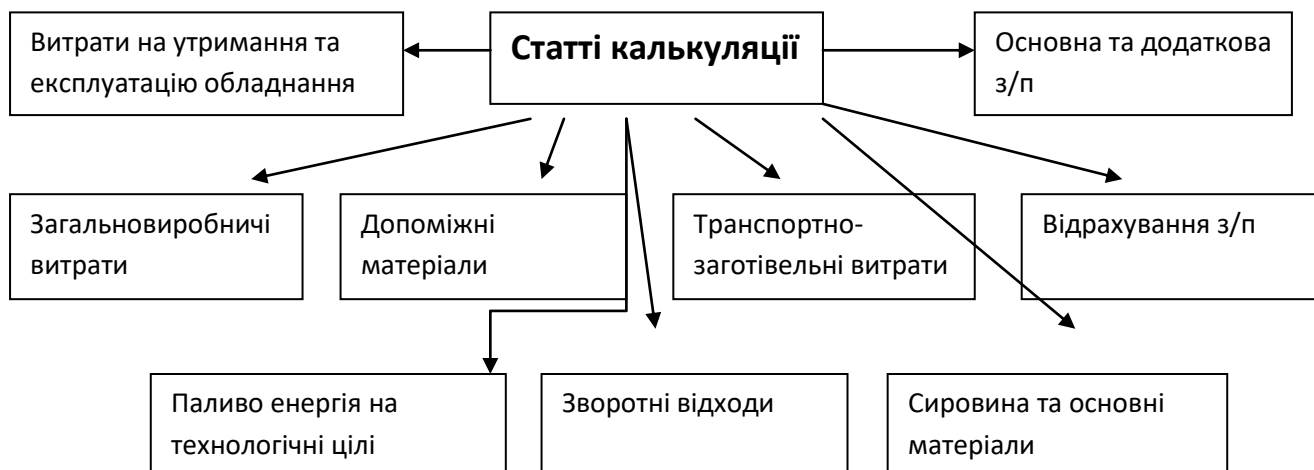 Витрати на утримання та
експлуатацію обладнання
Статті калькуляції
Основна та додаткова
з/п
Загальновиробничі
витрати
Допоміжні
матеріали
Транспортно-
заготівельні витрати
Відрахування з/п
Паливо енергія на
технологічні цілі
Зворотні відходи
Сировина та основні
матеріали